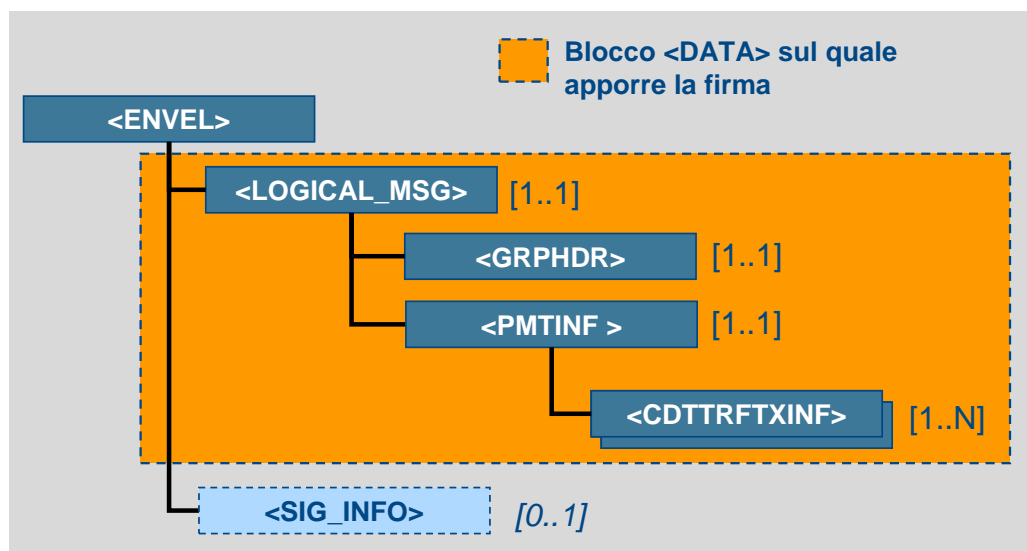 Blocco <DATA> sul quale
apporre la firma
<ENVEL>
<LOGICAL_MSG> [1..1]
<GRPHDR> [1..1]
<PMTINF > [1..1]
<CDTTRFTXINF> [1..N]
<SIG_INFO> [0..1]